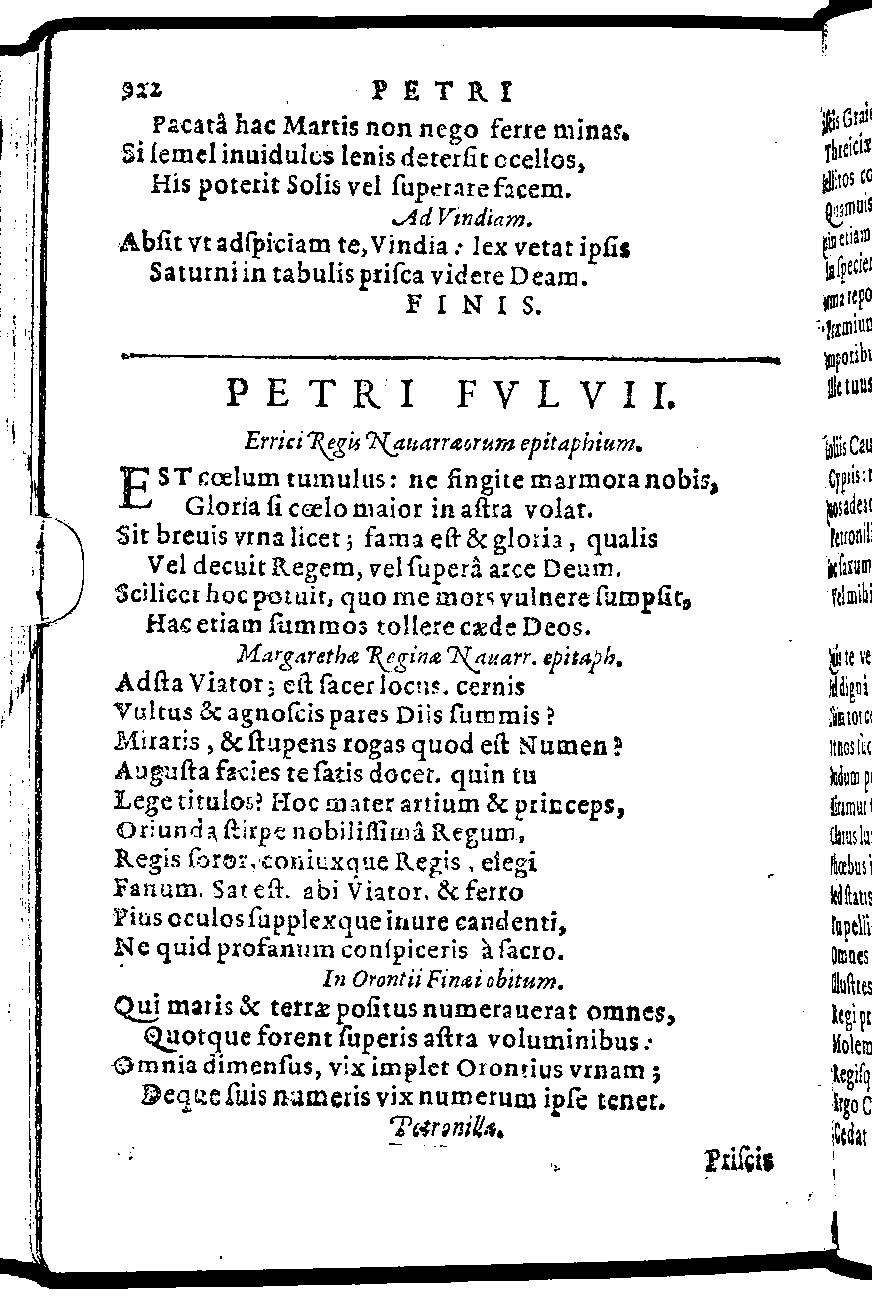 922 PETRI
Pacatâ hac Martis non nego ferre minas.
Si semel inuidulos lenis deterſit ocellos,
His poterit Solis vel ſuperare facem.
Ad Vindiam.
Abſit vt adſpiciam te, Vindia: lex vetat ipſis
Saturni in tabulis priſca videre Deam.
FINIS.
PETRI FVLVII.
Errici Regis Nauarræorum epitaphium.
EST cœlum tumulus: ne fingite marmora nobis,
Gloria ſi cœlo maior in aſtra volat.
Sit breuis vrna licet; fama eſt & gloria, qualis
Vel decuit Regem, vel ſuperâ arce Deum.
Scilicet hoc potuit, quo me mors vulnere ſumpſit,
Hac etiam ſummos tollere cæde Deos.
Margarethæ Reginæ Nauarr. epitaph.
Adſta Viator; eſt ſacer locus. cernis
Vultus & agnoſcis pares Diis ſummis?
Miraris, & ſtupens rogas quod eſt Numen?
Auguſta facies te ſatis docet. quin tu
Lege titulos? Hoc mater artium & princeps,
Oriunda ſtirpe nobiliſſimâ Regum,
Regis ſoror, coniuxque Regis, elegi
Fanum. Sat eſt. abi Viator. & ferro
Pius oculos ſupplexque inure candenti,
Ne quid profanum conſpiceris à ſacro.
In Orontii Finæi obitum.
Qui maris & terræ poſitus numerauerat omnes,
Quotque forent ſuperis aſtra voluminibus:
Omnia dimenſus, vix implet Orontius vrnam;
Deque ſuis numeris vix numerum ipſe tenet.
Petronilla.
Priſcis